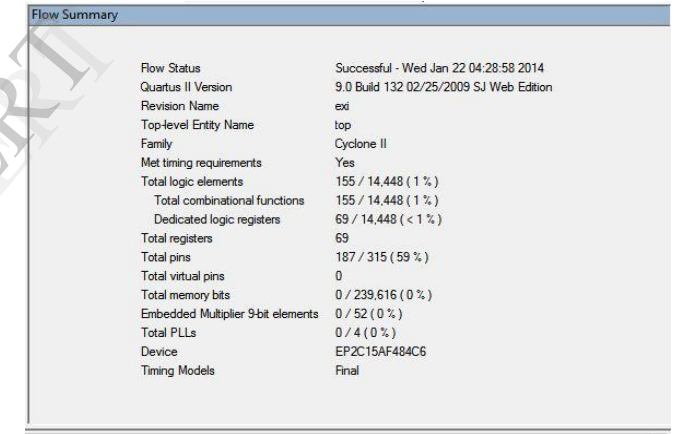 Flow Summary
Flow Status Successful - Wed Jan 22 04:28:58 2014
Quartus II Version 9.0 Build 132 02/25/2009 SJ Web Edition
Revision Name exi
Top-level Entity Name top
Family Cyclone II
Met timing requirements Yes
Total logic elements 155 / 14,448 ( 1 % )
Total combinational functions 155 / 14,448 ( 1 % )
Dedicated logic registers 69 / 14,448 ( < 1 % )
Total registers 69
Total pins 187 / 315 ( 59 % )
Total virtual pins 0
Total memory bits 0 / 239,616 ( 0 % )
Embedded Multiplier 9-bit elements 0 / 52 ( 0 % )
Total PLLs 0 / 4 ( 0 % )
Device EP2C15AF484C6
Timing Models Final